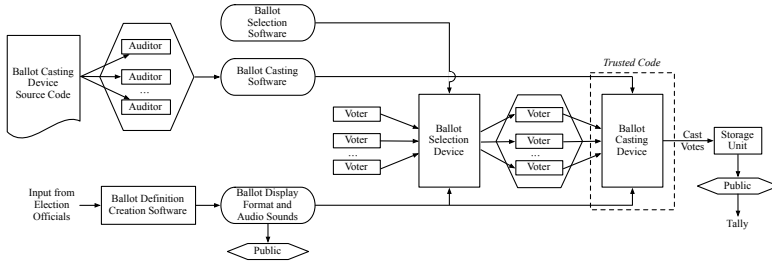 Ballot
Selection
Software
Ballot Casting
Device
Source Code
Auditor
Auditor
...
Auditor
Ballot Casting
Software
Trusted Code
Voter
Voter
...
Voter
Ballot
Selection
Device
Voter
Voter
...
Voter
Ballot
Casting
Device
Cast
Votes
Storage
Unit
Public
Tally
Input from
Election
Officials
Ballot Definition
Creation Software
Ballot Display
Format and
Audio Sounds
Public